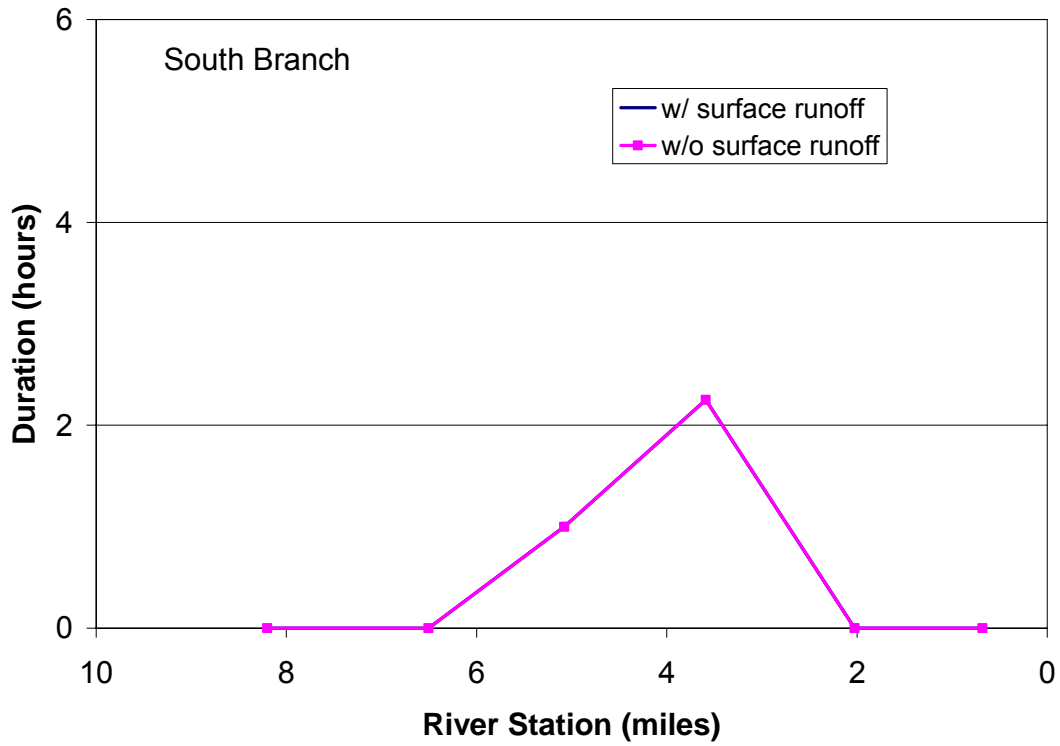 6
South Branch
w/ surface runoff
w/o surface runoff
4
Duration (hours)
2
0
10 8 6 4 2 0
River Station (miles)